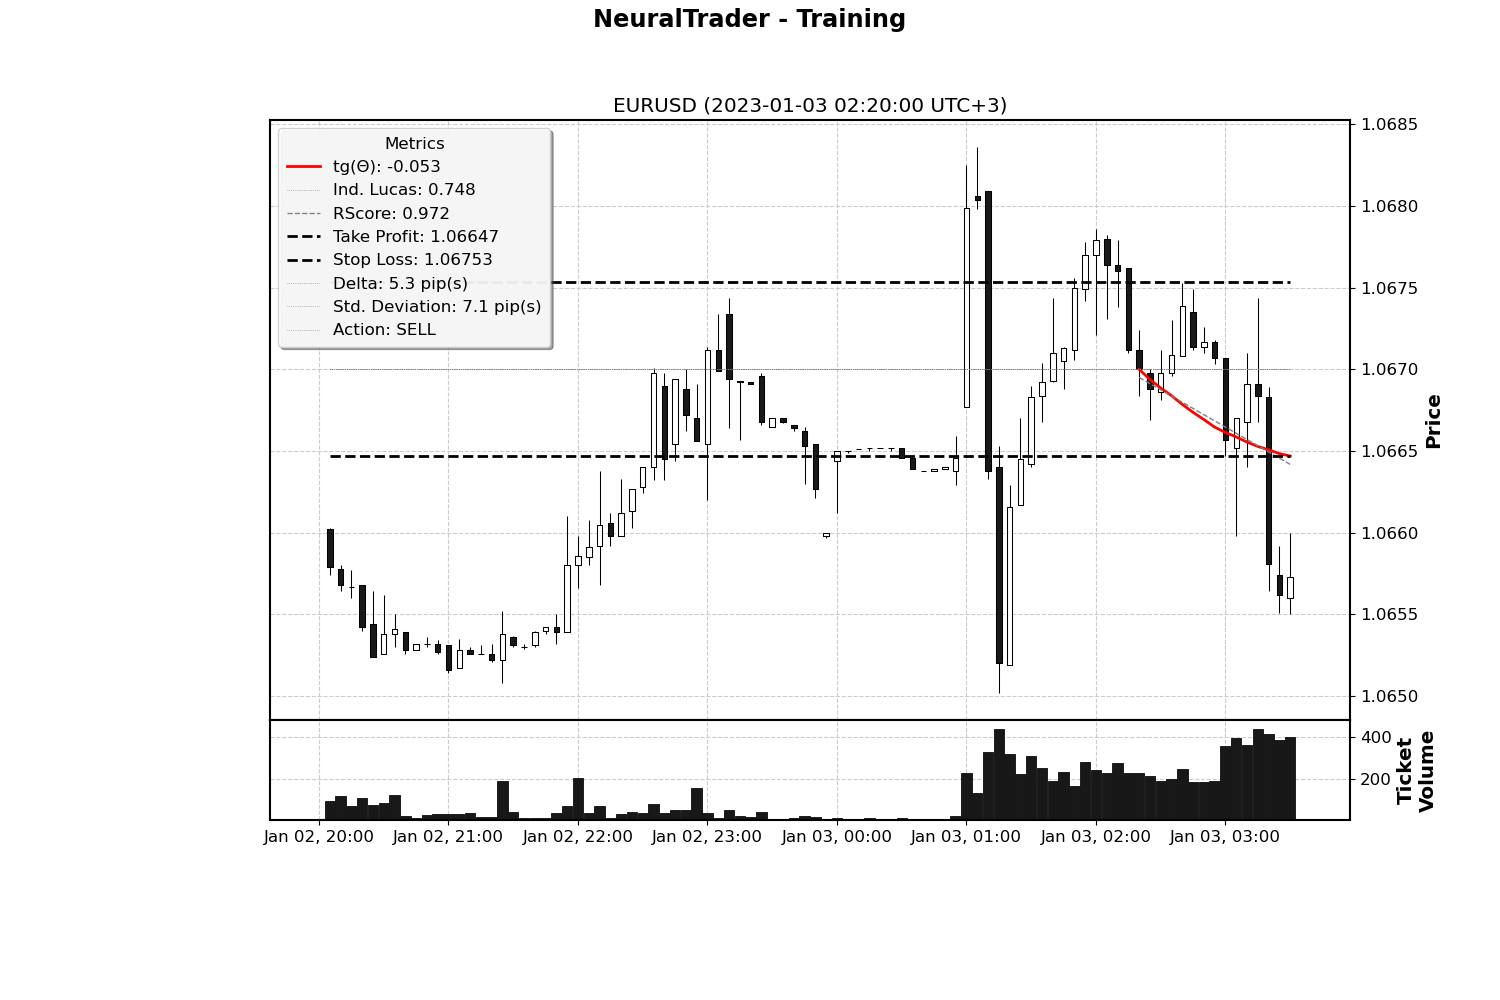 NeuralTrader - Training
EURUSD (2023-01-03 02:20:00 UTC+3)
Metrics
tg(Θ): -0.053
Ind. Lucas: 0.748
RScore: 0.972
Take Profit: 1.06647
Stop Loss: 1.06753
Delta: 5.3 pip(s)
Std. Deviation: 7.1 pip(s)
Action: SELL
1.0685
1.0680
1.0675
1.0670
1.0665
1.0660
1.0655
1.0650
Price
400
200
Ticket
Volume
Jan 02, 20:00
Jan 02, 21:00
Jan 02, 22:00
Jan 02, 23:00
Jan 03, 00:00
Jan 03, 01:00
Jan 03, 02:00
Jan 03, 03:00